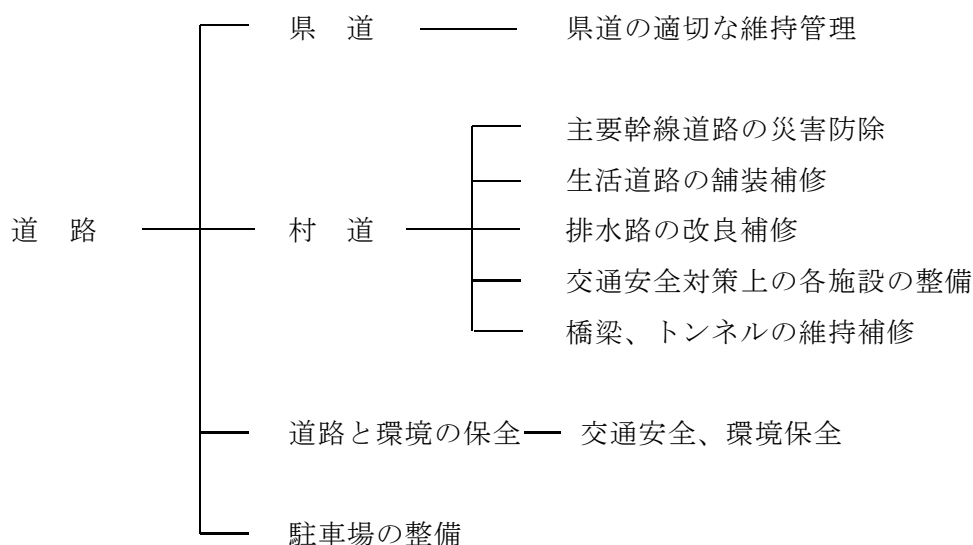 県　道
県道の適切な維持管理
主要幹線道路の災害防除
生活道路の舗装補修
道　路
村　道
排水路の改良補修
交通安全対策上の各施設の整備
橋梁、トンネルの維持補修
道路と環境の保全
交通安全、環境保全
駐車場の整備